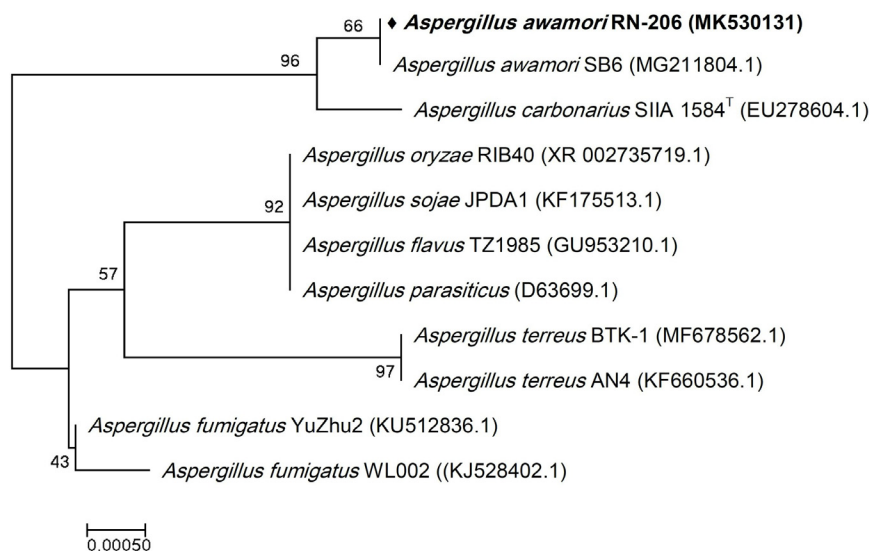 66
♦ Aspergillus awamori RN-206 (MK530131)
96
Aspergillus awamori SB6 (MG211804.1)
Aspergillus carbonarius SIIA 1584ᵀ (EU278604.1)
Aspergillus oryzae RIB40 (XR 002735719.1)
Aspergillus sojae JPDA1 (KF175513.1)
92
Aspergillus flavus TZ1985 (GU953210.1)
57
Aspergillus parasiticus (D63699.1)
Aspergillus terreus BTK-1 (MF678562.1)
97
Aspergillus terreus AN4 (KF660536.1)
Aspergillus fumigatus YuZhu2 (KU512836.1)
43
Aspergillus fumigatus WL002 ((KJ528402.1)
0.00050